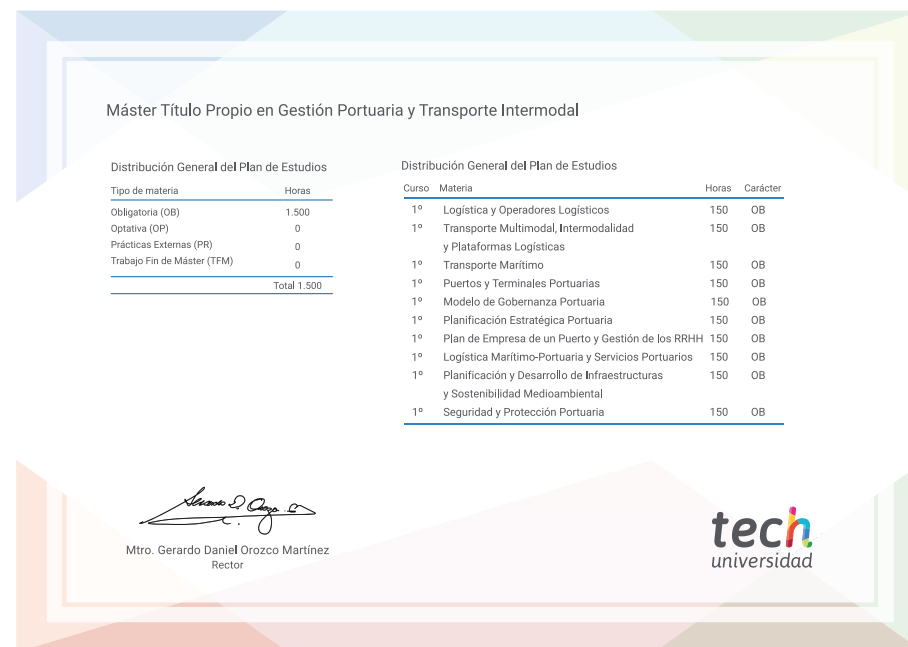 Máster Título Propio en Gestión Portuaria y Transporte Intermodal
Distribución General del Plan de Estudios
Tipo de materia Horas
Obligatoria (OB) 1.500
Optativa (OP) 0
Prácticas Externas (PR) 0
Trabajo Fin de Máster (TFM) 0
Total 1.500
Distribución General del Plan de Estudios
Curso Materia Horas Carácter
1º Logística y Operadores Logísticos 150 OB
1º Transporte Multimodal, Intermodalidad 150 OB
y Plataformas Logísticas
1º Transporte Marítimo 150 OB
1º Puertos y Terminales Portuarias 150 OB
1º Modelo de Gobernanza Portuaria 150 OB
1º Planificación Estratégica Portuaria 150 OB
1º Plan de Empresa de un Puerto y Gestión de los RRHH 150 OB
1º Logística Marítimo-Portuaria y Servicios Portuarios 150 OB
1º Planificación y Desarrollo de Infraestructuras 150 OB
y Sostenibilidad Medioambiental
1º Seguridad y Protección Portuaria 150 OB
Mtro. Gerardo Daniel Orozco Martínez
Rector
tech
universidad